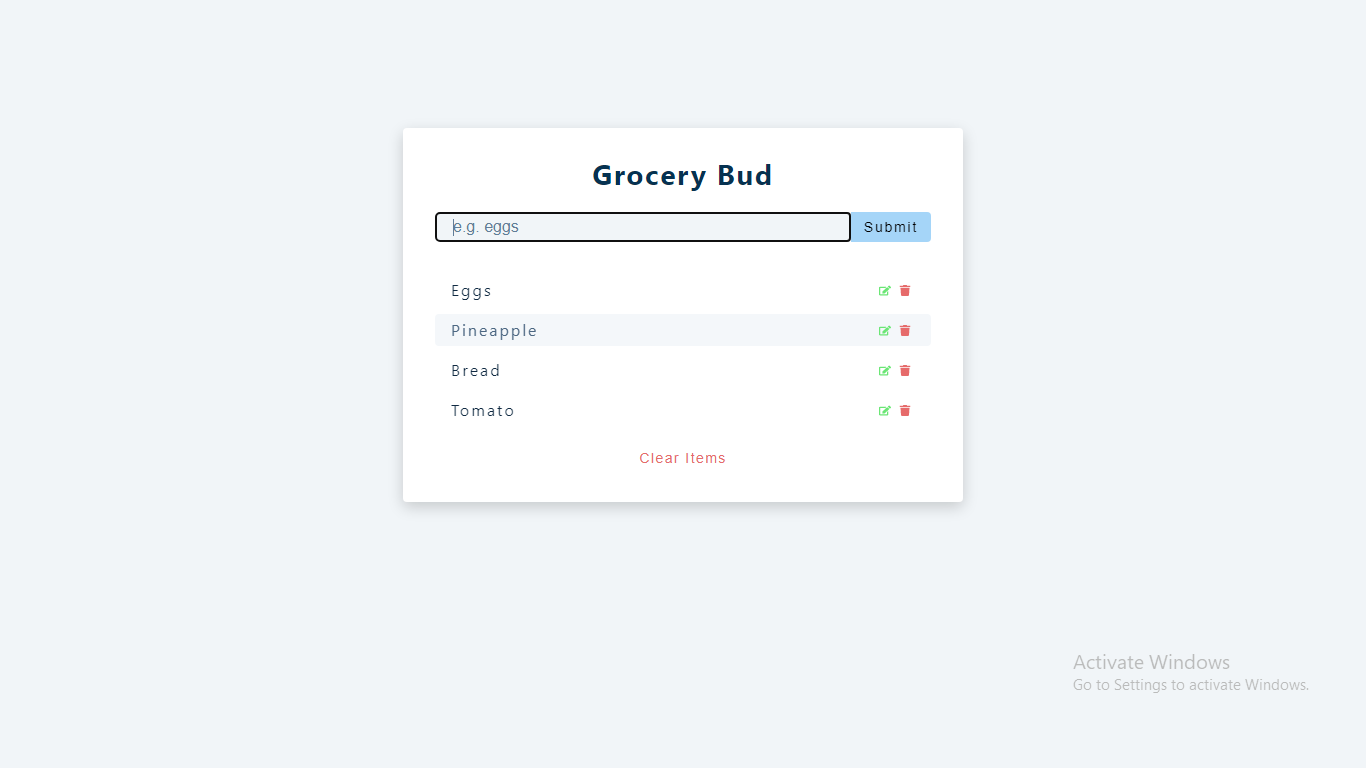 Grocery Bud
e.g. eggs
Submit
Eggs
Pineapple
Bread
Tomato
Clear Items
Activate Windows
Go to Settings to activate Windows.